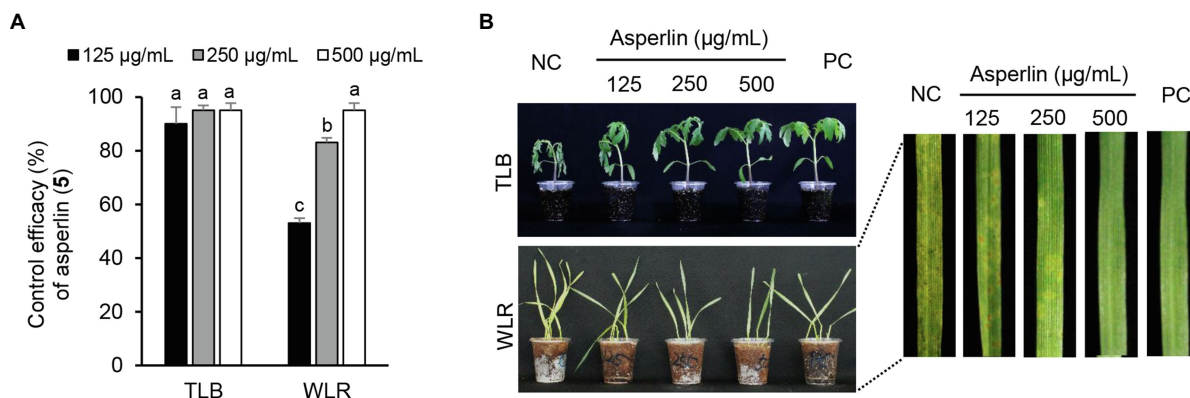 A
125 µg/mL 250 µg/mL 500 µg/mL
Control efficacy (%)
of asperlin (5)
100
80
60
40
20
0
a a a
c b a
TLB WLR
B
NC Asperlin (µg/mL) PC
125 250 500
TLB
WLR
NC Asperlin (µg/mL) PC
125 250 500